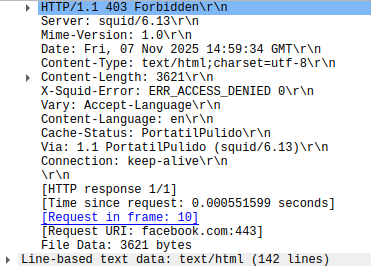 HTTP/1.1 403 Forbidden\r\n
Server: squid/6.13\r\n
Mime-Version: 1.0\r\n
Date: Fri, 07 Nov 2025 14:59:34 GMT\r\n
Content-Type: text/html;charset=utf-8\r\n
Content-Length: 3621\r\n
X-Squid-Error: ERR_ACCESS_DENIED 0\r\n
Vary: Accept-Language\r\n
Content-Language: en\r\n
Cache-Status: PortatilPulido\r\n
Via: 1.1 PortatilPulido (squid/6.13)\r\n
Connection: keep-alive\r\n
\r\n
[HTTP response 1/1]
[Time since request: 0.000551599 seconds]
[Request in frame: 10]
[Request URI: facebook.com:443]
File Data: 3621 bytes
Line-based text data: text/html (142 lines)